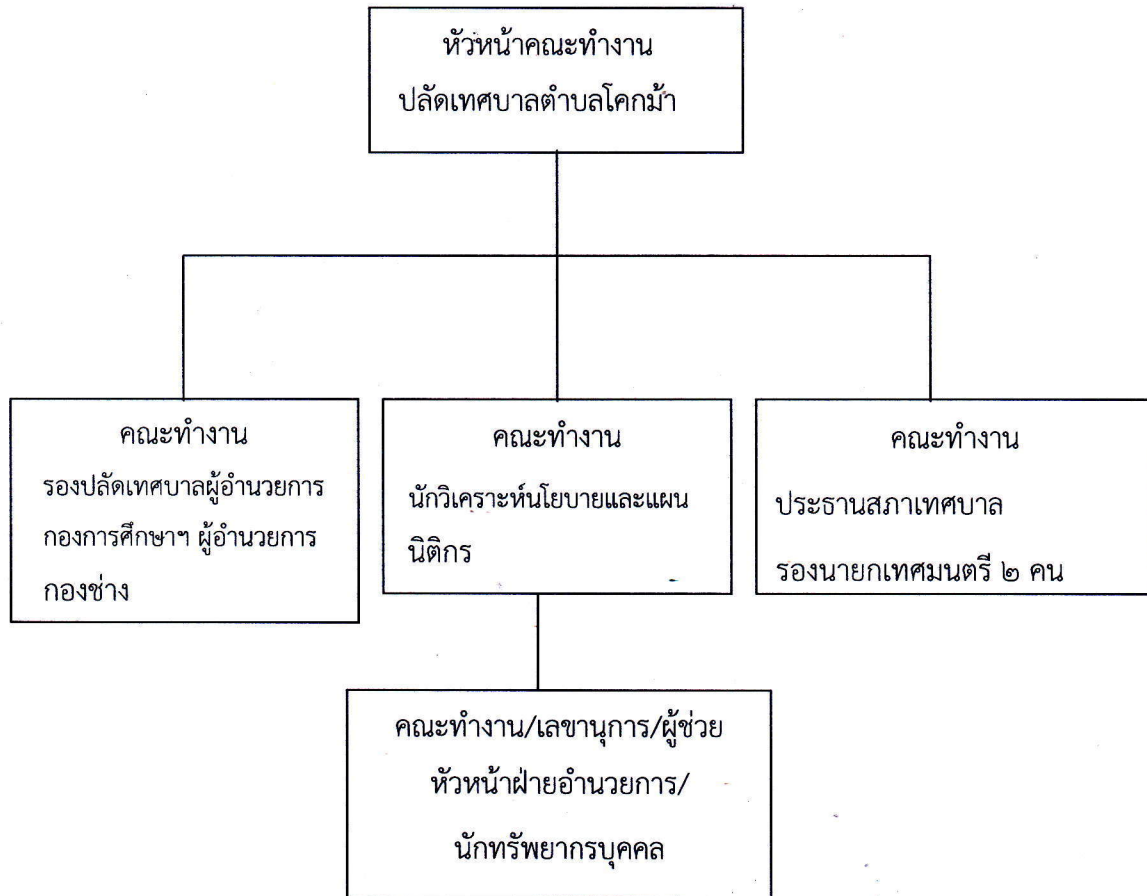 หัวหน้าคณะทำงาน
ปลัดเทศบาลตำบลโคกม้า
คณะทำงาน
รองปลัดเทศบาลผู้อำนวยการ
กองการศึกษาฯ ผู้อำนวยการ
กองช่าง
คณะทำงาน
นักวิเคราะห์นโยบายและแผน
นิติกร
คณะทำงาน
ประธานสภาเทศบาล
รองนายกเทศมนตรี ๒ คน
คณะทำงาน/เลขานุการ/ผู้ช่วย
หัวหน้าฝ่ายอำนวยการ/
นักทรัพยากรบุคคล